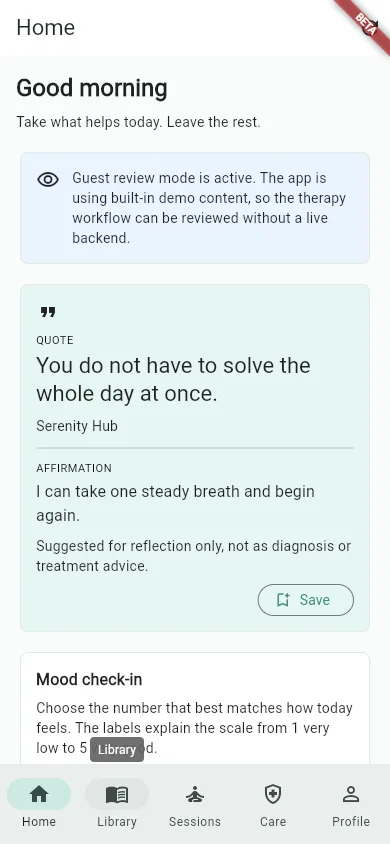 Home
BETA
Good morning
Take what helps today. Leave the rest.
Guest review mode is active. The app is
using built-in demo content, so the therapy
workflow can be reviewed without a live
backend.
QUOTE
You do not have to solve the
whole day at once.
Serenity Hub
AFFIRMATION
I can take one steady breath and begin
again.
Suggested for reflection only, not as diagnosis or
treatment advice.
Save
Mood check-in
Choose the number that best matches how today
feels. The labels explain the scale from 1 very
low to 5
Library
Home
Library
Sessions
Care
Profile